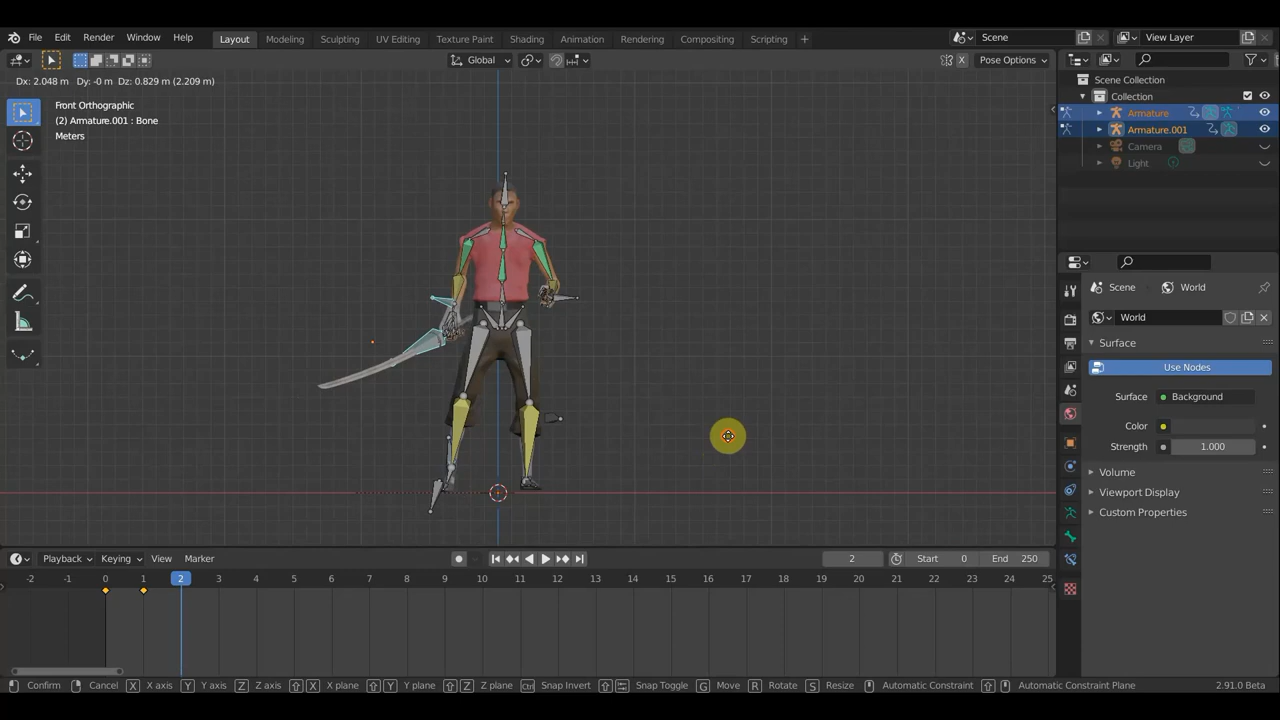 File Edit Render Window Help Layout Modeling Sculpting UV Editing Texture Paint Shading Animation Rendering Compositing Scripting + Scene View Layer
Global Pose Options
Dx: 2.048 m Dy: -0 m Dz: 0.829 m (2.209 m)
Front Orthographic
(2) Armature.001 : Bone
Meters
X
Scene Collection
Collection
Armature
Armature.001
Camera
Light
Scene World
World
Surface
Use Nodes
Surface: Background
Color
Strength 1.000
Volume
Viewport Display
Custom Properties
Playback Keying View Marker 2 Start 0 End 250
-2 -1 0 1 2 3 4 5 6 7 8 9 10 11 12 13 14 15 16 17 18 19 20 21 22 23 24 25
Confirm Cancel X X axis Y Y axis Z Z axis X X plane Y Y plane Z Z plane Ctrl Snap Invert Snap Toggle G Move R Rotate S Resize Automatic Constraint Automatic Constraint Plane 2.91.0 Beta